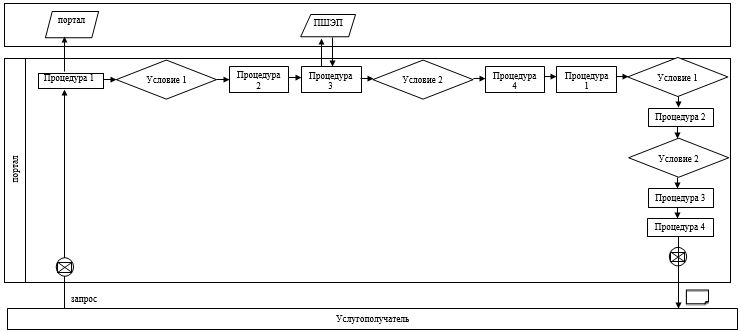 портал
ПШЭП
Процедура 1
Условие 1
Процедура
2
Процедура
3
Условие 2
Процедура
4
Процедура
1
Условие 1
Процедура 2
Условие 2
Процедура 3
Процедура 4
портал
запрос
Услугополучатель